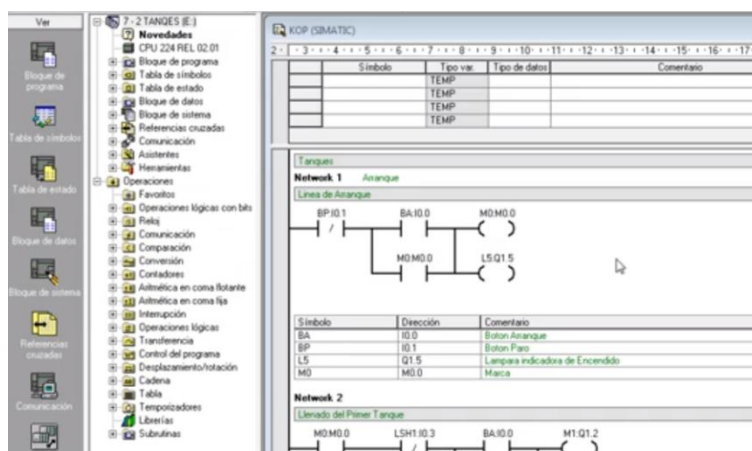 Ver
Bloque de
programa
Tabla de símbolos
Tabla de estado
Bloque de datos
Bloque de sistema
Referencias
cruzadas
Comunicación
7 - 2 TANQES (E:)
Novedades
CPU 224 REL 02.01
Bloque de programa
Tabla de símbolos
Tabla de estado
Bloque de datos
Bloque de sistema
Referencias cruzadas
Comunicación
Asistentes
Herramientas
Operaciones
Favoritos
Operaciones lógicas con bits
Reloj
Comunicación
Comparación
Conversión
Contadores
Aritmética en coma flotante
Aritmética en coma fija
Interrupción
Operaciones lógicas
Transferencia
Control del programa
Desplazamiento/rotación
Cadena
Tabla
Temporizadores
Librerías
Subrutinas
KOP (SIMATIC)
2 · 3 · 4 · 5 · 6 · 7 · 8 · 9 · 10 · 11 · 12 · 13 · 14 · 15 · 16 · 17
Símbolo Tipo var. Tipo de datos Comentario
TEMP
TEMP
TEMP
TEMP
Tanques
Network 1 Arranque
Linea de Arranque
BP:I0.1 BA:I0.0 M0:M0.0
M0:M0.0 L5:Q1.5
Símbolo Dirección Comentario
BA I0.0 Boton Arranque
BP I0.1 Boton Paro
L5 Q1.5 Lampara indicadora de Encendido
M0 M0.0 Marca
Network 2
Llenado del Primer Tanque
M0:M0.0 LSH1:I0.3 BA:I0.0 M1:Q1.2